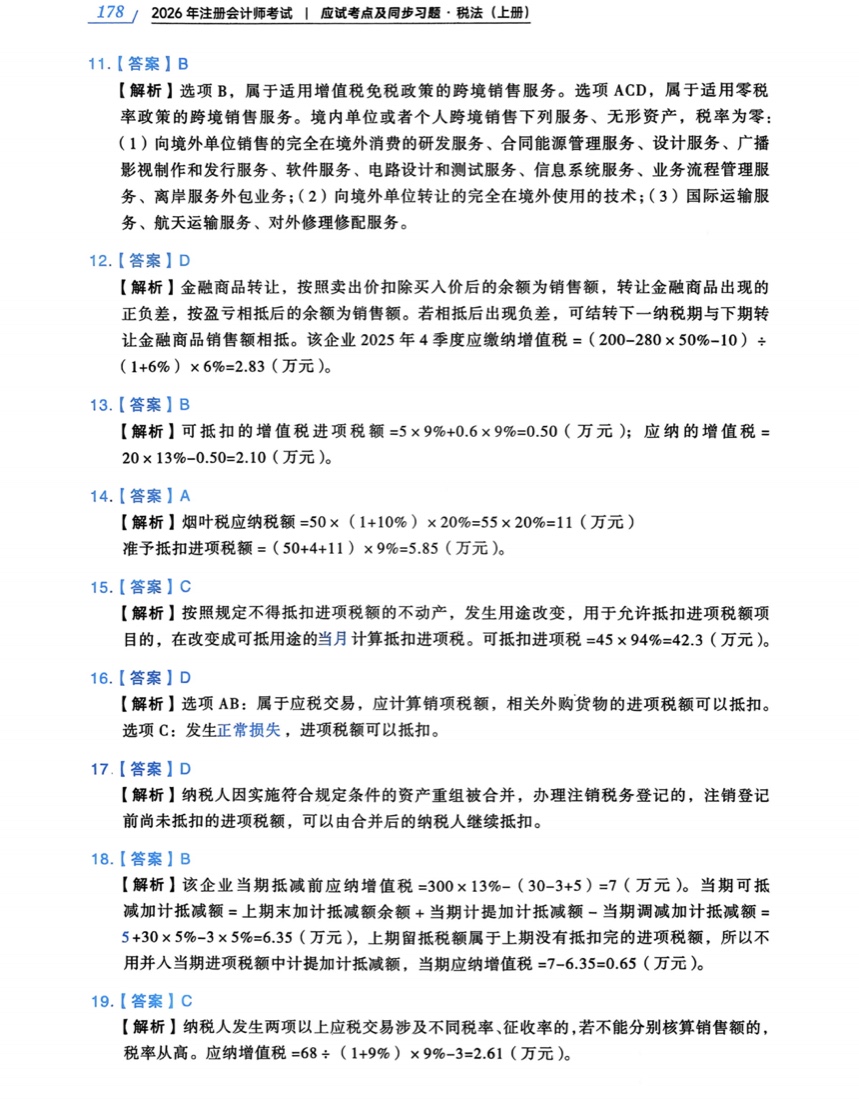 178 2026 年注册会计师考试 | 应试考点及同步习题·税法（上册）
11.【答案】B
【解析】选项 B，属于适用增值税免税政策的跨境销售服务。选项 ACD，属于适用零税
率政策的跨境销售服务。境内单位或者个人跨境销售下列服务、无形资产，税率为零：
（1）向境外单位销售的完全在境外消费的研发服务、合同能源管理服务、设计服务、广播
影视制作和发行服务、软件服务、电路设计和测试服务、信息系统服务、业务流程管理服
务、离岸服务外包业务；（2）向境外单位转让的完全在境外使用的技术；（3）国际运输服
务、航天运输服务、对外修理修配服务。
12.【答案】D
【解析】金融商品转让，按照卖出价扣除买入价后的余额为销售额，转让金融商品出现的
正负差，按盈亏相抵后的余额为销售额。若相抵后出现负差，可结转下一纳税期与下期转
让金融商品销售额相抵。该企业 2025 年 4 季度应缴纳增值税 =（200-280×50%-10）÷
（1+6%）×6%=2.83（万元）。
13.【答案】B
【解析】可抵扣的增值税进项税额 =5×9%+0.6×9%=0.50（万元）；应纳的增值税 =
20×13%-0.50=2.10（万元）。
14.【答案】A
【解析】烟叶税应纳税额 =50×（1+10%）×20%=55×20%=11（万元）
准予抵扣进项税额 =（50+4+11）×9%=5.85（万元）。
15.【答案】C
【解析】按照规定不得抵扣进项税额的不动产，发生用途改变，用于允许抵扣进项税额项
目的，在改变成可抵用途的当月计算抵扣进项税。可抵扣进项税 =45×94%=42.3（万元）。
16.【答案】D
【解析】选项 AB：属于应税交易，应计算销项税额，相关外购货物的进项税额可以抵扣。
选项 C：发生正常损失，进项税额可以抵扣。
17.【答案】D
【解析】纳税人因实施符合规定条件的资产重组被合并，办理注销税务登记的，注销登记
前尚未抵扣的进项税额，可以由合并后的纳税人继续抵扣。
18.【答案】B
【解析】该企业当期抵减前应纳增值税 =300×13%-（30-3+5）=7（万元）。当期可抵
减加计抵减额 = 上期末加计抵减额余额 + 当期计提加计抵减额 - 当期调减加计抵减额 =
5+30×5%-3×5%=6.35（万元），上期留抵税额属于上期没有抵扣完的进项税额，所以不
用并入当期进项税额中计提加计抵减额，当期应纳增值税 =7-6.35=0.65（万元）。
19.【答案】C
【解析】纳税人发生两项以上应税交易涉及不同税率、征收率的，若不能分别核算销售额的，
税率从高。应纳增值税 =68÷（1+9%）×9%-3=2.61（万元）。